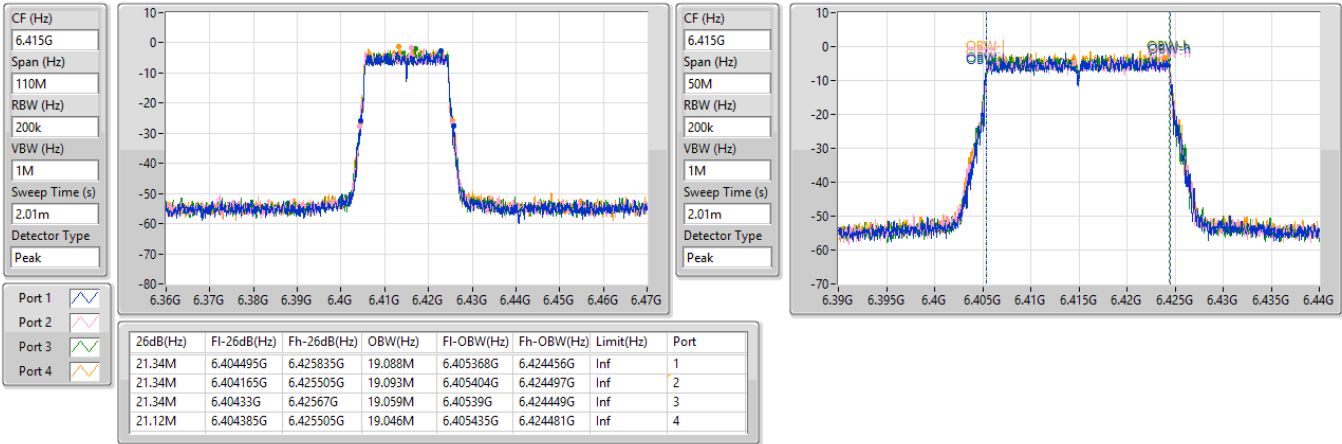 CF (Hz)
6.415G
Span (Hz)
110M
RBW (Hz)
200k
VBW (Hz)
1M
Sweep Time (s)
2.01m
Detector Type
Peak
10
0
-10
-20
-30
-40
-50
-60
-70
-80
6.36G 6.37G 6.38G 6.39G 6.4G 6.41G 6.42G 6.43G 6.44G 6.45G 6.46G 6.47G
CF (Hz)
6.415G
Span (Hz)
50M
RBW (Hz)
200k
VBW (Hz)
1M
Sweep Time (s)
2.01m
Detector Type
Peak
10
0
-10
-20
-30
-40
-50
-60
-70
OBW-h
6.39G 6.395G 6.4G 6.405G 6.41G 6.415G 6.42G 6.425G 6.43G 6.435G 6.44G
Port 1
Port 2
Port 3
Port 4
26dB(Hz) Fl-26dB(Hz) Fh-26dB(Hz) OBW(Hz) Fl-OBW(Hz) Fh-OBW(Hz) Limit(Hz) Port
21.34M 6.404495G 6.425835G 19.088M 6.405368G 6.424456G Inf 1
21.34M 6.404165G 6.425505G 19.093M 6.405404G 6.424497G Inf 2
21.34M 6.40433G 6.42567G 19.059M 6.40539G 6.424449G Inf 3
21.12M 6.404385G 6.425505G 19.046M 6.405435G 6.424481G Inf 4